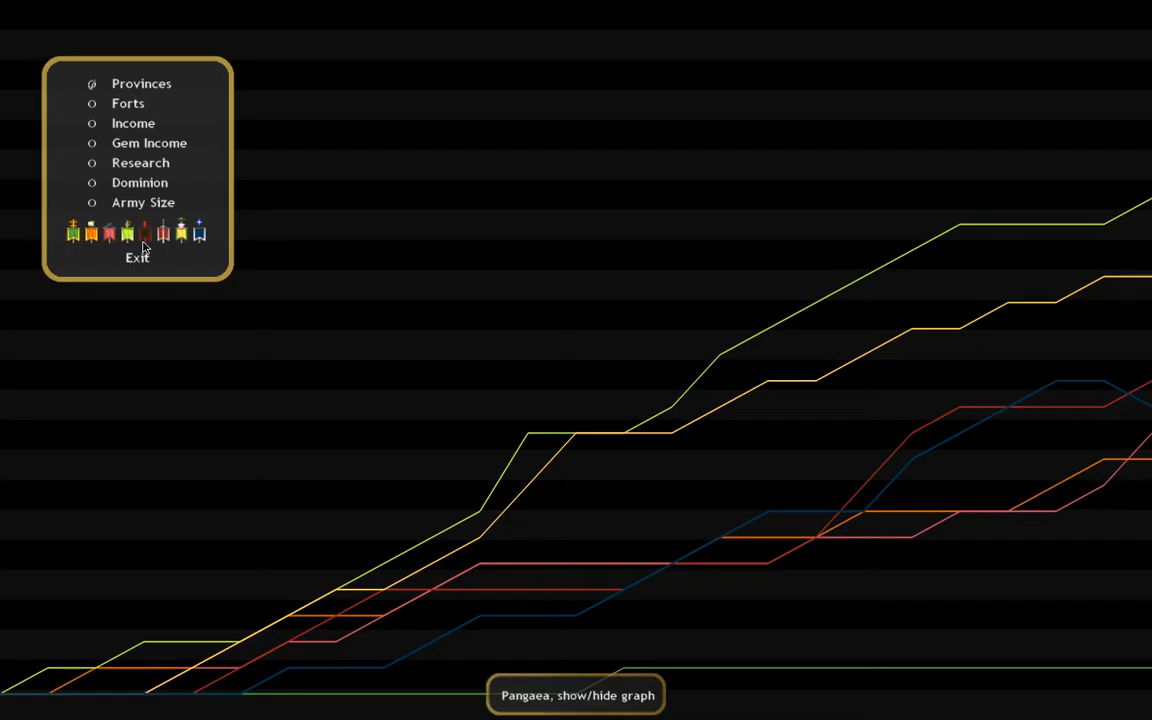 Provinces
Forts
Income
Gem Income
Research
Dominion
Army Size
Exit
Pangaea, show/hide graph